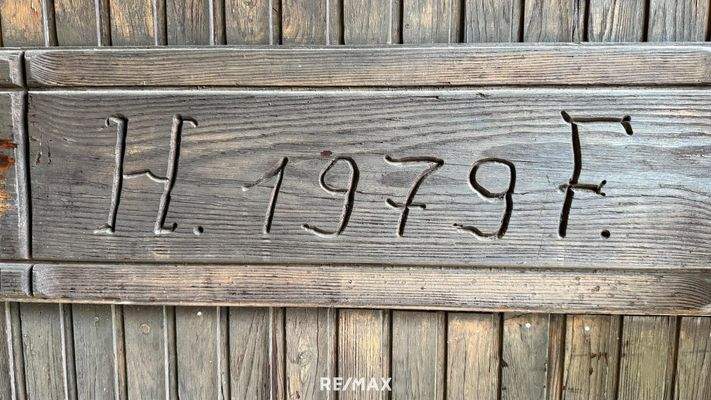 H. 1979 F.
RE/MAX